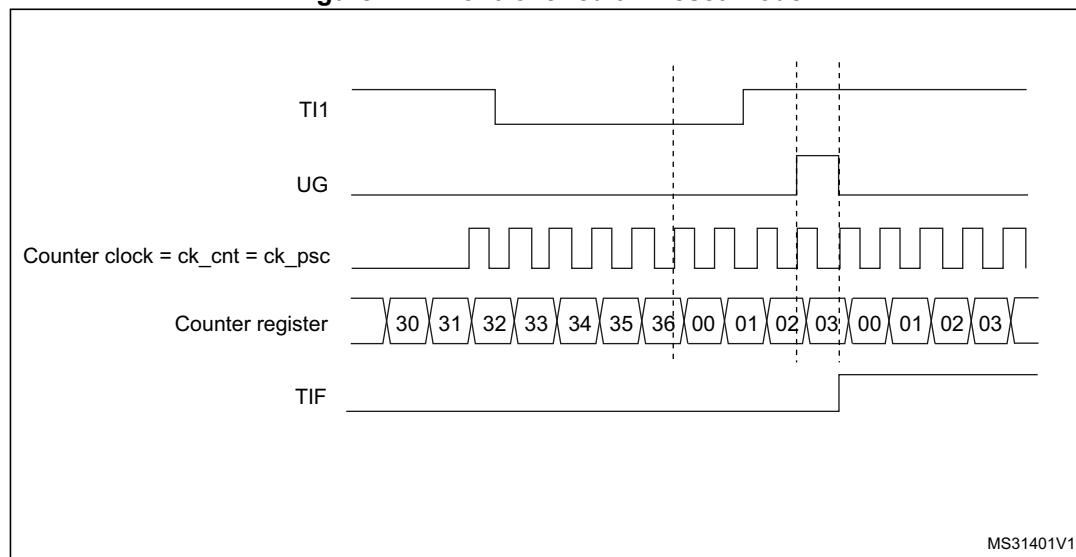 TI1
UG
Counter clock = ck_cnt = ck_psc
Counter register 30 31 32 33 34 35 36 00 01 02 03 00 01 02 03
TIF
MS31401V1